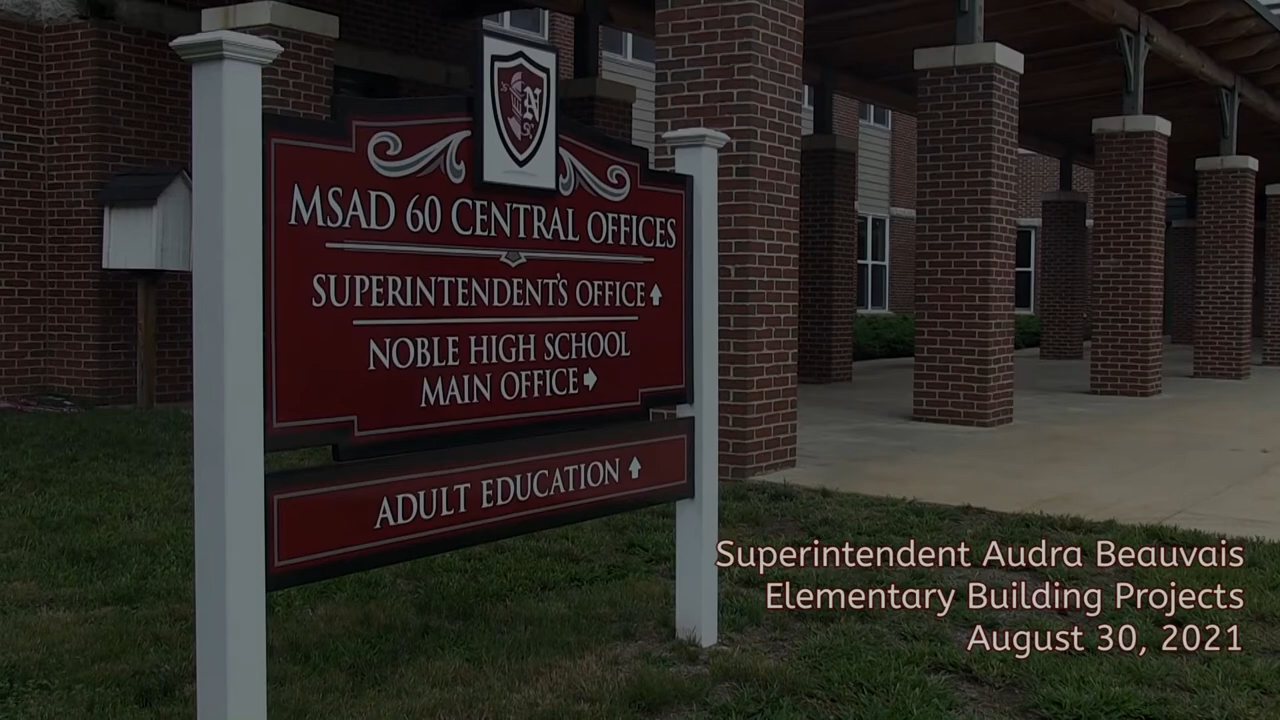 N
MSAD 60 CENTRAL OFFICES
SUPERINTENDENT'S OFFICE
NOBLE HIGH SCHOOL
MAIN OFFICE
ADULT EDUCATION
Superintendent Audra Beauvais
Elementary Building Projects
August 30, 2021